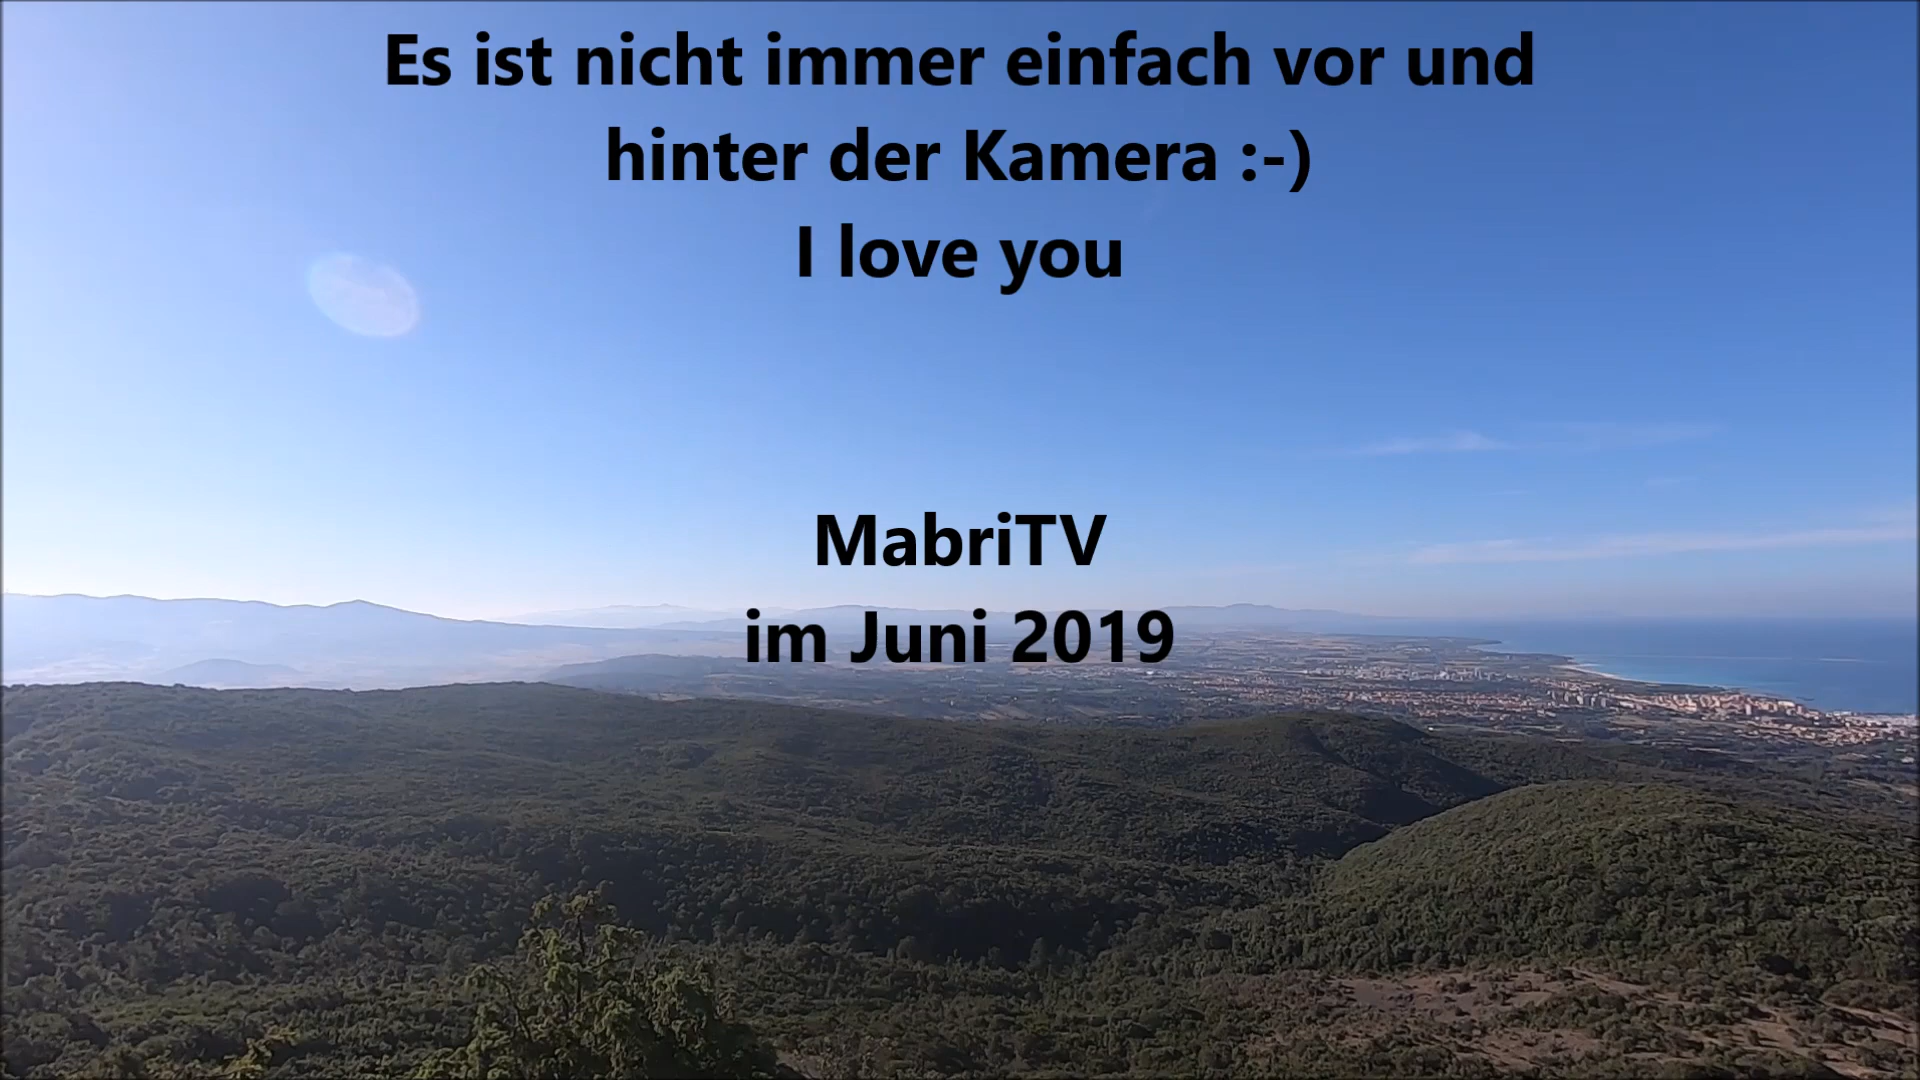 Es ist nicht immer einfach vor und
hinter der Kamera :-)
I love you
MabriTV
im Juni 2019